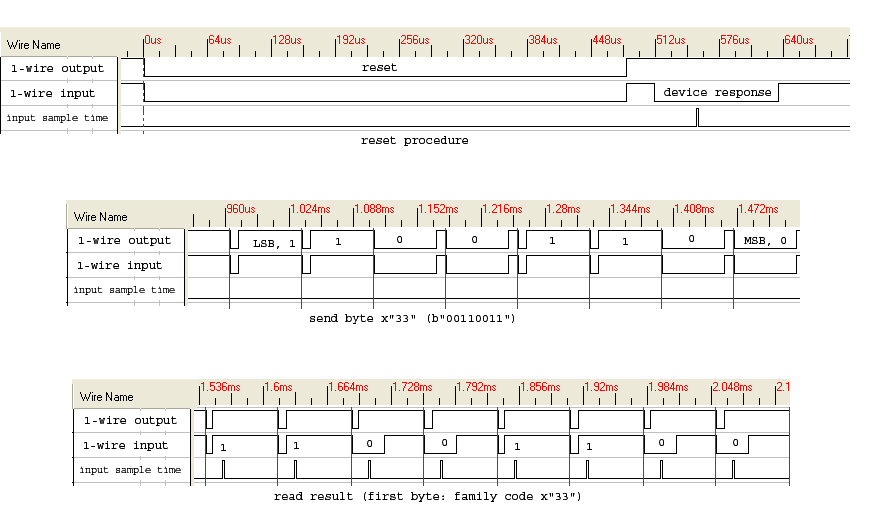 Wire Name 0us 64us 128us 192us 256us 320us 384us 448us 512us 576us 640us
1-wire output reset
1-wire input device response
input sample time
reset procedure
Wire Name 960us 1.024ms 1.088ms 1.152ms 1.216ms 1.28ms 1.344ms 1.408ms 1.472ms
1-wire output LSB, 1 1 0 0 1 1 0 MSB, 0
1-wire input
input sample time
send byte x"33" (b"00110011")
Wire Name 1.536ms 1.6ms 1.664ms 1.728ms 1.792ms 1.856ms 1.92ms 1.984ms 2.048ms 2.1
1-wire output
1-wire input 1 1 0 0 1 1 0 0
input sample time
read result (first byte: family code x"33")